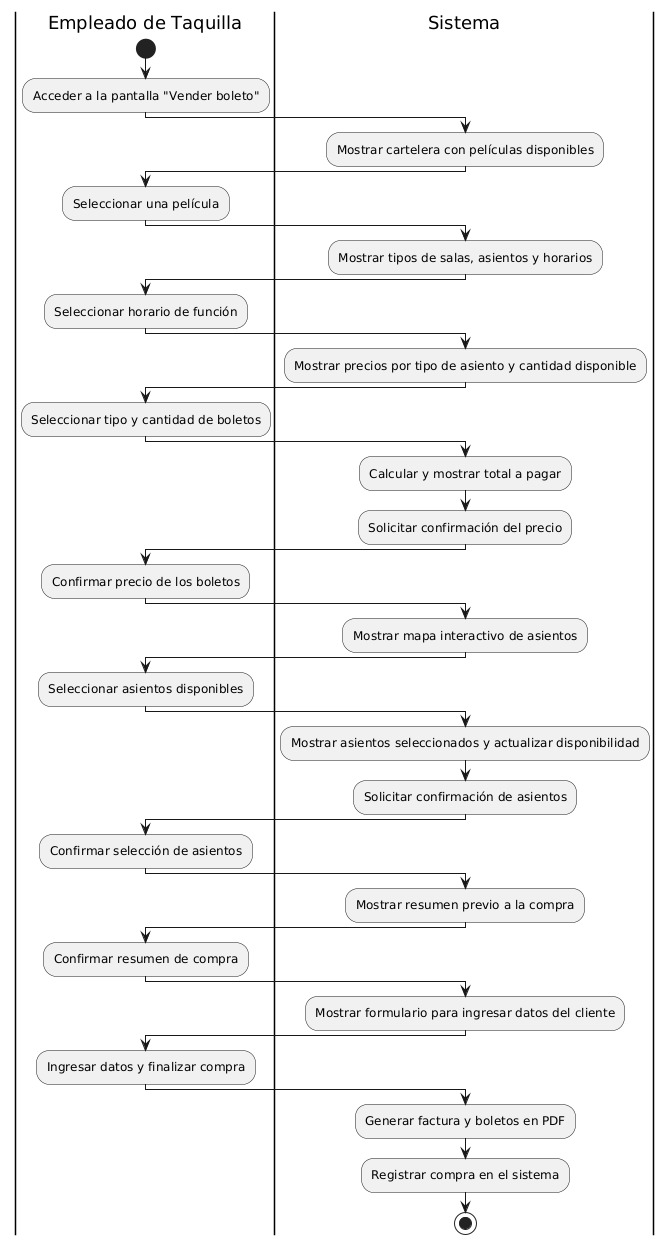 Empleado de Taquilla
Sistema
Acceder a la pantalla "Vender boleto"
Mostrar cartelera con películas disponibles
Seleccionar una película
Mostrar tipos de salas, asientos y horarios
Seleccionar horario de función
Mostrar precios por tipo de asiento y cantidad disponible
Seleccionar tipo y cantidad de boletos
Calcular y mostrar total a pagar
Solicitar confirmación del precio
Confirmar precio de los boletos
Mostrar mapa interactivo de asientos
Seleccionar asientos disponibles
Mostrar asientos seleccionados y actualizar disponibilidad
Solicitar confirmación de asientos
Confirmar selección de asientos
Mostrar resumen previo a la compra
Confirmar resumen de compra
Mostrar formulario para ingresar datos del cliente
Ingresar datos y finalizar compra
Generar factura y boletos en PDF
Registrar compra en el sistema